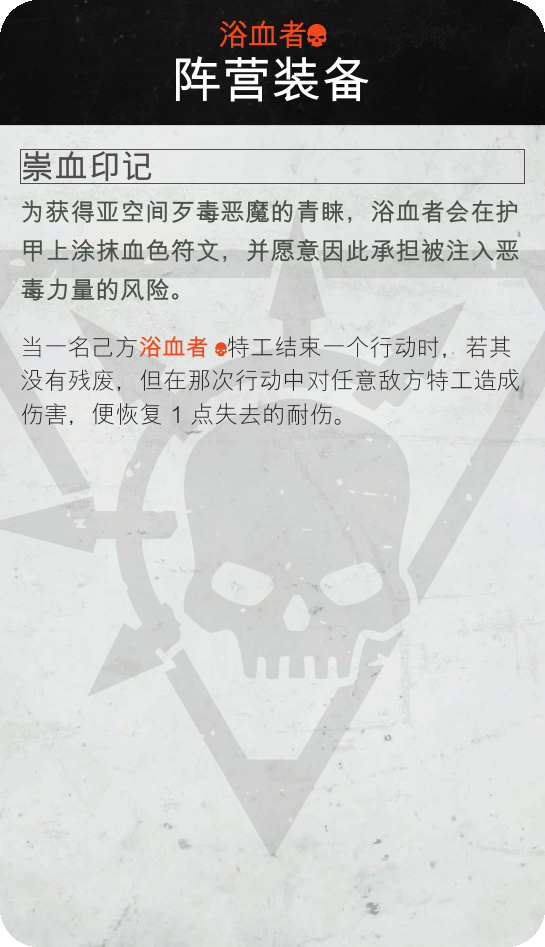 浴血者
阵营装备
崇血印记
为获得亚空间歹毒恶魔的青睐，浴血者会在护
甲上涂抹血色符文，并愿意因此承担被注入恶
毒力量的风险。
当一名己方浴血者 特工结束一个行动时，若其
没有残废，但在那次行动中对任意敌方特工造成
伤害，便恢复 1 点失去的耐伤。